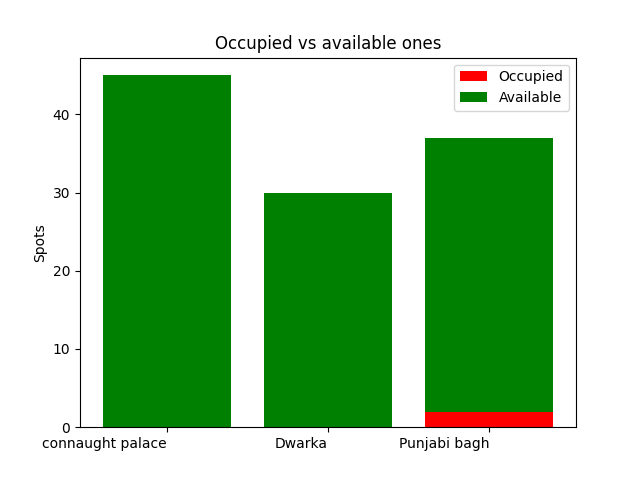 Occupied vs available ones
Occupied
Available
Spots
40
30
20
10
0
connaught palace
Dwarka
Punjabi bagh